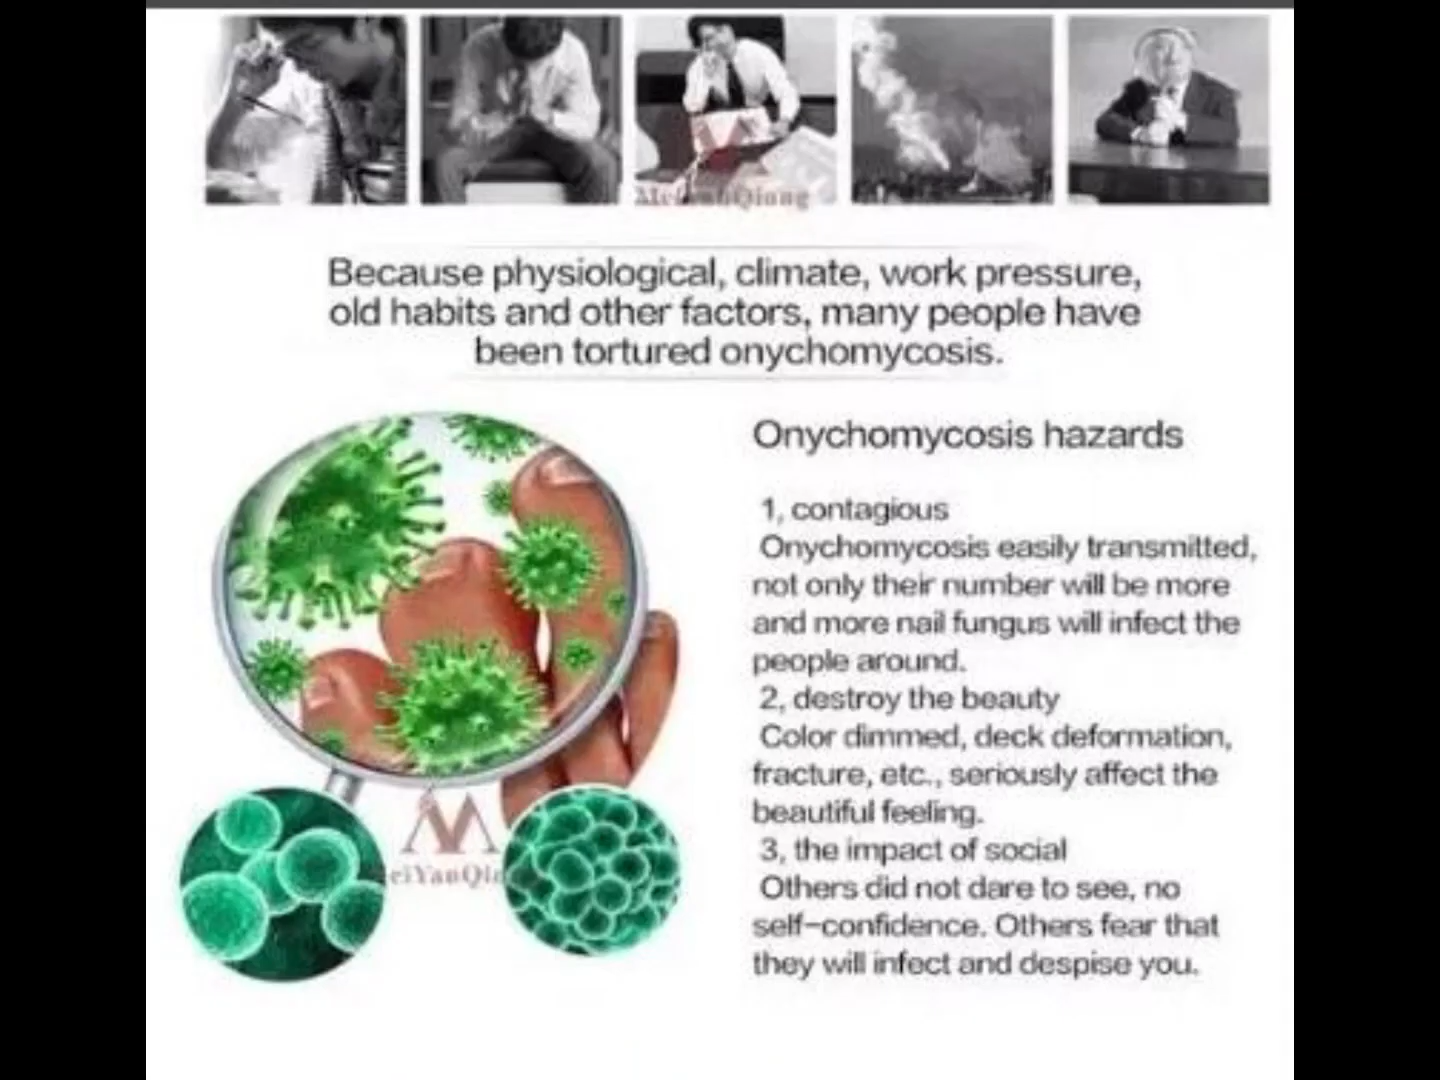 MeiYanQiang
Because physiological, climate, work pressure,
old habits and other factors, many people have
been tortured onychomycosis.
Onychomycosis hazards
1, contagious
Onychomycosis easily transmitted,
not only their number will be more
and more nail fungus will infect the
people around.
2, destroy the beauty
Color dimmed, deck deformation,
fracture, etc., seriously affect the
beautiful feeling.
3, the impact of social
Others did not dare to see, no
self-confidence. Others fear that
they will infect and despise you.
MeiYanQia